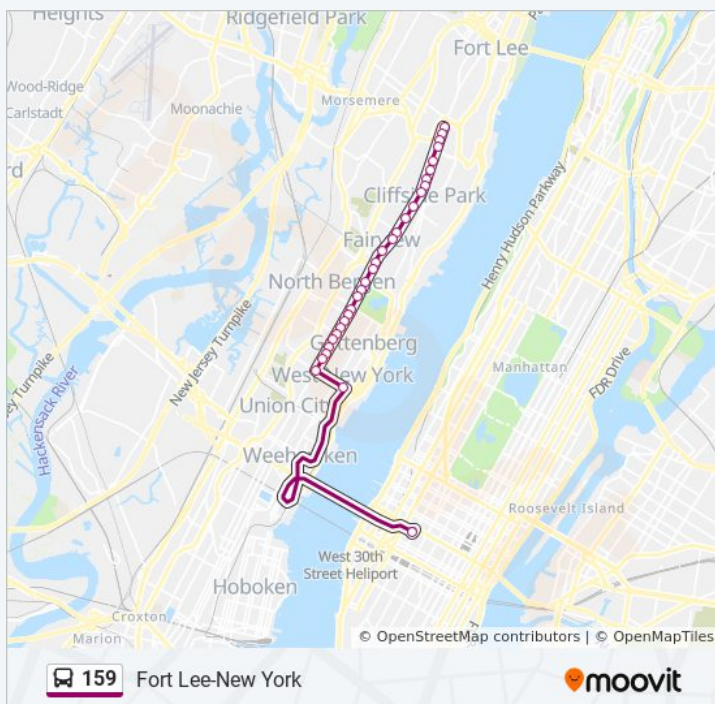 Heights
Ridgefield Park
Fort Lee
Wood-Ridge
Carlstadt
Moonachie
Morsemere
Cliffside Park
Fairview
North Bergen
Guttenberg
West New York
Union City
Weehawken
Hoboken
Croxton
Marion
New Jersey Turnpike
Hackensack River
Henry Hudson Parkway
Manhattan
FDR Drive
Roosevelt Island
West 30th
Street Heliport
© OpenStreetMap contributors | © OpenMapTiles
159 Fort Lee-New York
moovit